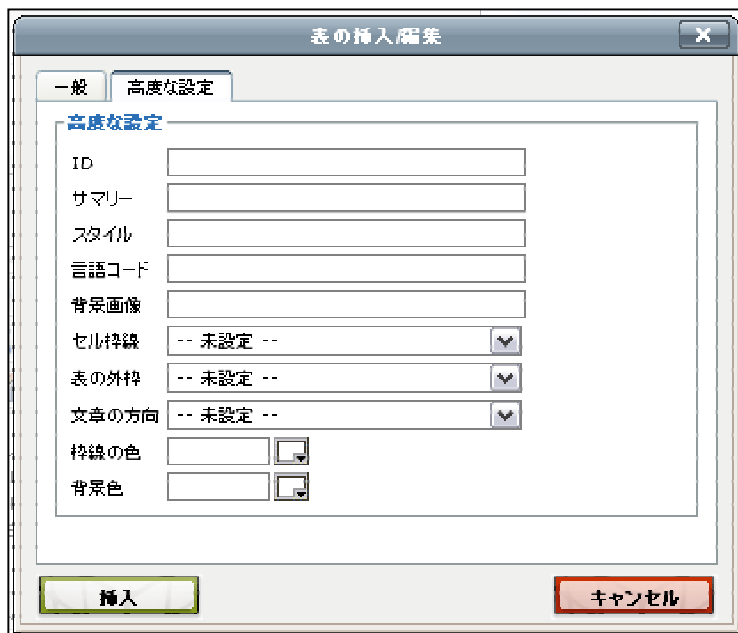 表の挿入/編集
一般 高度な設定
高度な設定
ID
サマリー
スタイル
言語コード
背景画像
セル枠線 -- 未設定 --
表の外枠 -- 未設定 --
文章の方向 -- 未設定 --
枠線の色
背景色
挿入 キャンセル